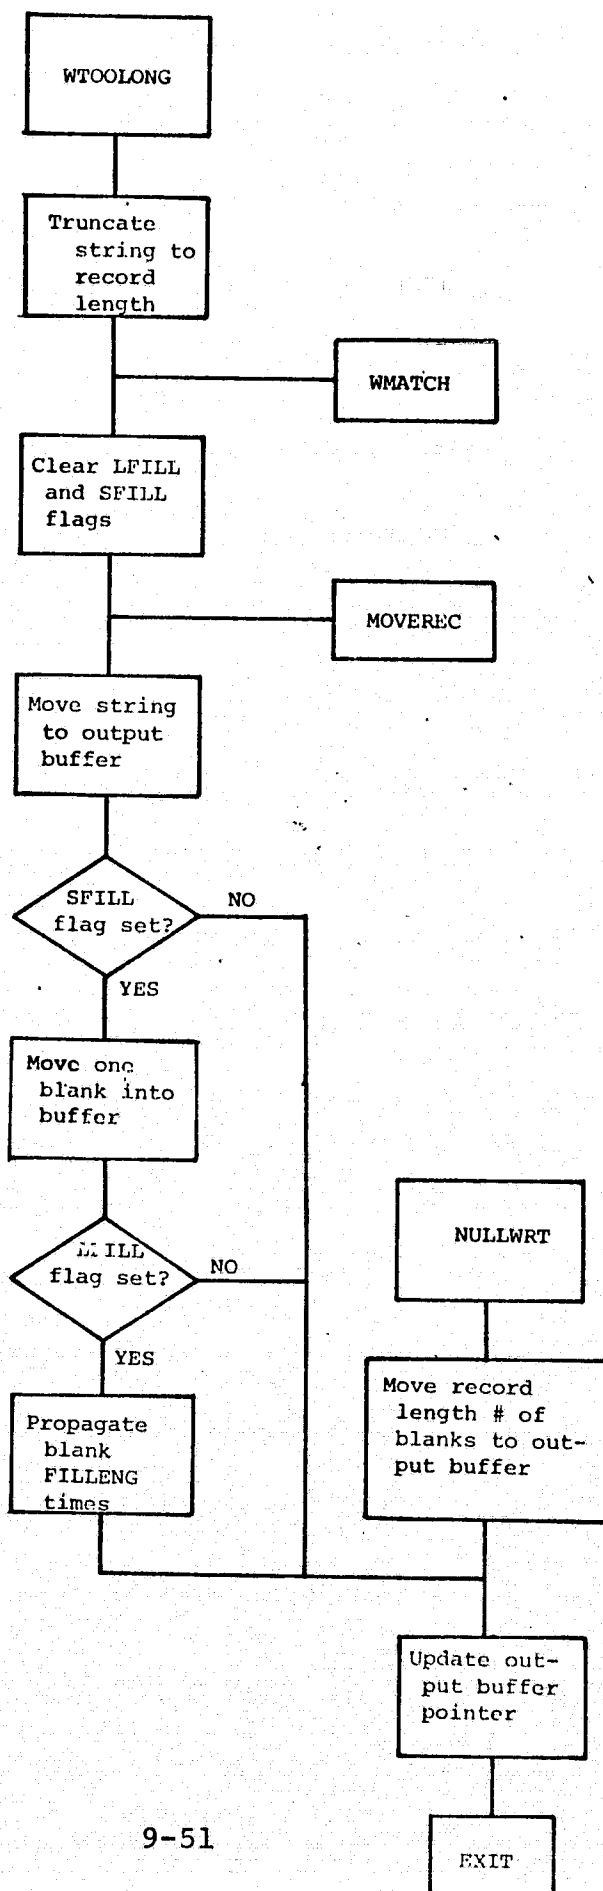 WTOOLONG
Truncate
string to
record
length
WMATCH
Clear LFILL
and SFILL
flags
MOVEREC
Move string
to output
buffer
SFILL
flag set?
NO
YES
Move one
blank into
buffer
flag set?
NO
YES
Propagate
blank
FILLENG
times
NULLWRT
Move record
length # of
blanks to out-
put buffer
Update out-
put buffer
pointer
EXIT
9-51